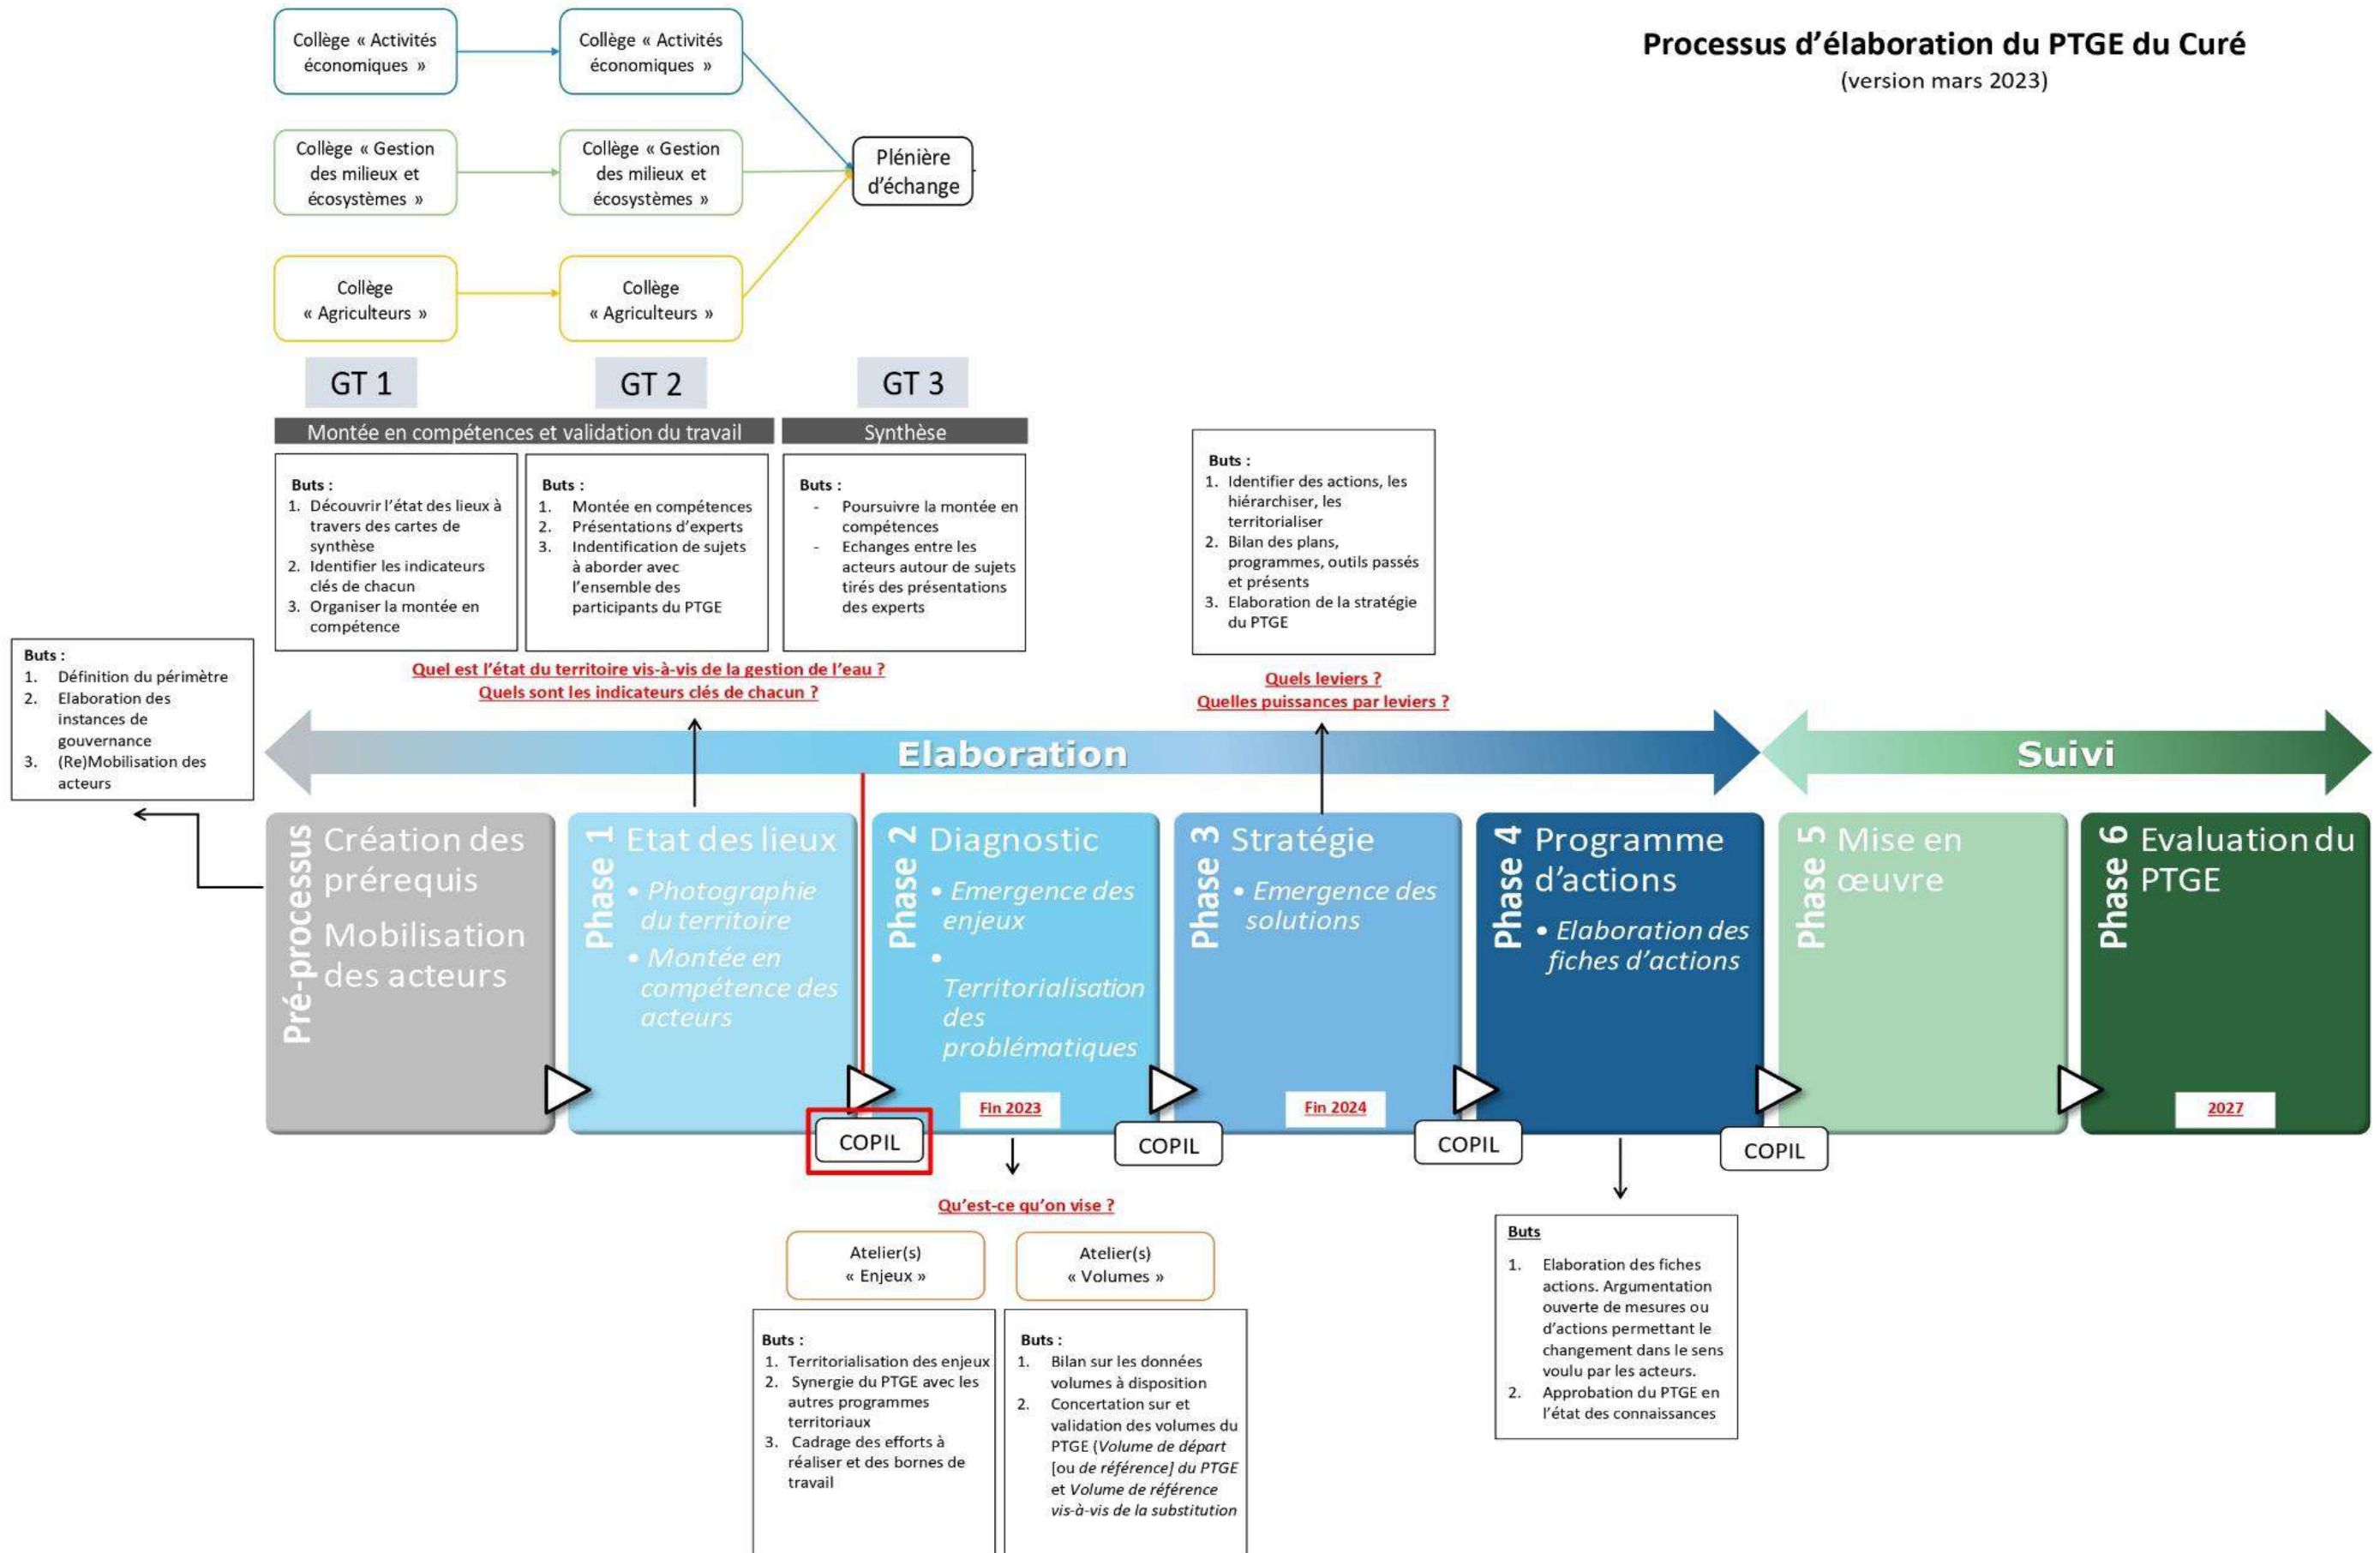 Processus d’élaboration du PTGE du Curé
(version mars 2023)
Collège « Activités
économiques »
Collège « Activités
économiques »
Collège « Gestion
des milieux et
écosystèmes »
Collège « Gestion
des milieux et
écosystèmes »
Plénière
d’échange
Collège
« Agriculteurs »
Collège
« Agriculteurs »
GT 1
GT 2
GT 3
Montée en compétences et validation du travail
Synthèse
Buts :
1. Découvrir l’état des lieux à
travers des cartes de
synthèse
2. Identifier les indicateurs
clés de chacun
3. Organiser la montée en
compétence
Buts :
1. Montée en compétences
2. Présentations d’experts
3. Indentification de sujets
à aborder avec
l’ensemble des
participants du PTGE
Buts :
- Poursuivre la montée en
compétences
- Echanges entre les
acteurs autour de sujets
tirés des présentations
des experts
Buts :
1. Identifier des actions, les
hiérarchiser, les
territorialiser
2. Bilan des plans,
programmes, outils passés
et présents
3. Elaboration de la stratégie
du PTGE
Buts :
1. Définition du périmètre
2. Elaboration des
instances de
gouvernance
3. (Re)Mobilisation des
acteurs
Quel est l’état du territoire vis-à-vis de la gestion de l’eau ?
Quels sont les indicateurs clés de chacun ?
Quels leviers ?
Quelles puissances par leviers ?
Elaboration
Suivi
Pré-processus
Création des
prérequis
Mobilisation
des acteurs
Phase 1
Etat des lieux
• Photographie
du territoire
• Montée en
compétence des
acteurs
Phase 2
Diagnostic
• Emergence des
enjeux
•
Territorialisation
des
problématiques
Fin 2023
Phase 3
Stratégie
• Emergence des
solutions
Fin 2024
Phase 4
Programme
d’actions
• Elaboration des
fiches d’actions
Phase 5
Mise en
œuvre
Phase 6
Evaluation du
PTGE
2027
COPIL
COPIL
COPIL
COPIL
Qu’est-ce qu’on vise ?
Atelier(s)
« Enjeux »
Atelier(s)
« Volumes »
Buts :
1. Territorialisation des enjeux
2. Synergie du PTGE avec les
autres programmes
territoriaux
3. Cadrage des efforts à
réaliser et des bornes de
travail
Buts :
1. Bilan sur les données
volumes à disposition
2. Concertation sur et
validation des volumes du
PTGE (Volume de départ
[ou de référence] du PTGE
et Volume de référence
vis-à-vis de la substitution
Buts
1. Elaboration des fiches
actions. Argumentation
ouverte de mesures ou
d’actions permettant le
changement dans le sens
voulu par les acteurs.
2. Approbation du PTGE en
l’état des connaissances